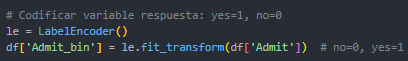 # Codificar variable respuesta: yes=1, no=0
le = LabelEncoder()
df['Admit_bin'] = le.fit_transform(df['Admit'])  # no=0, yes=1